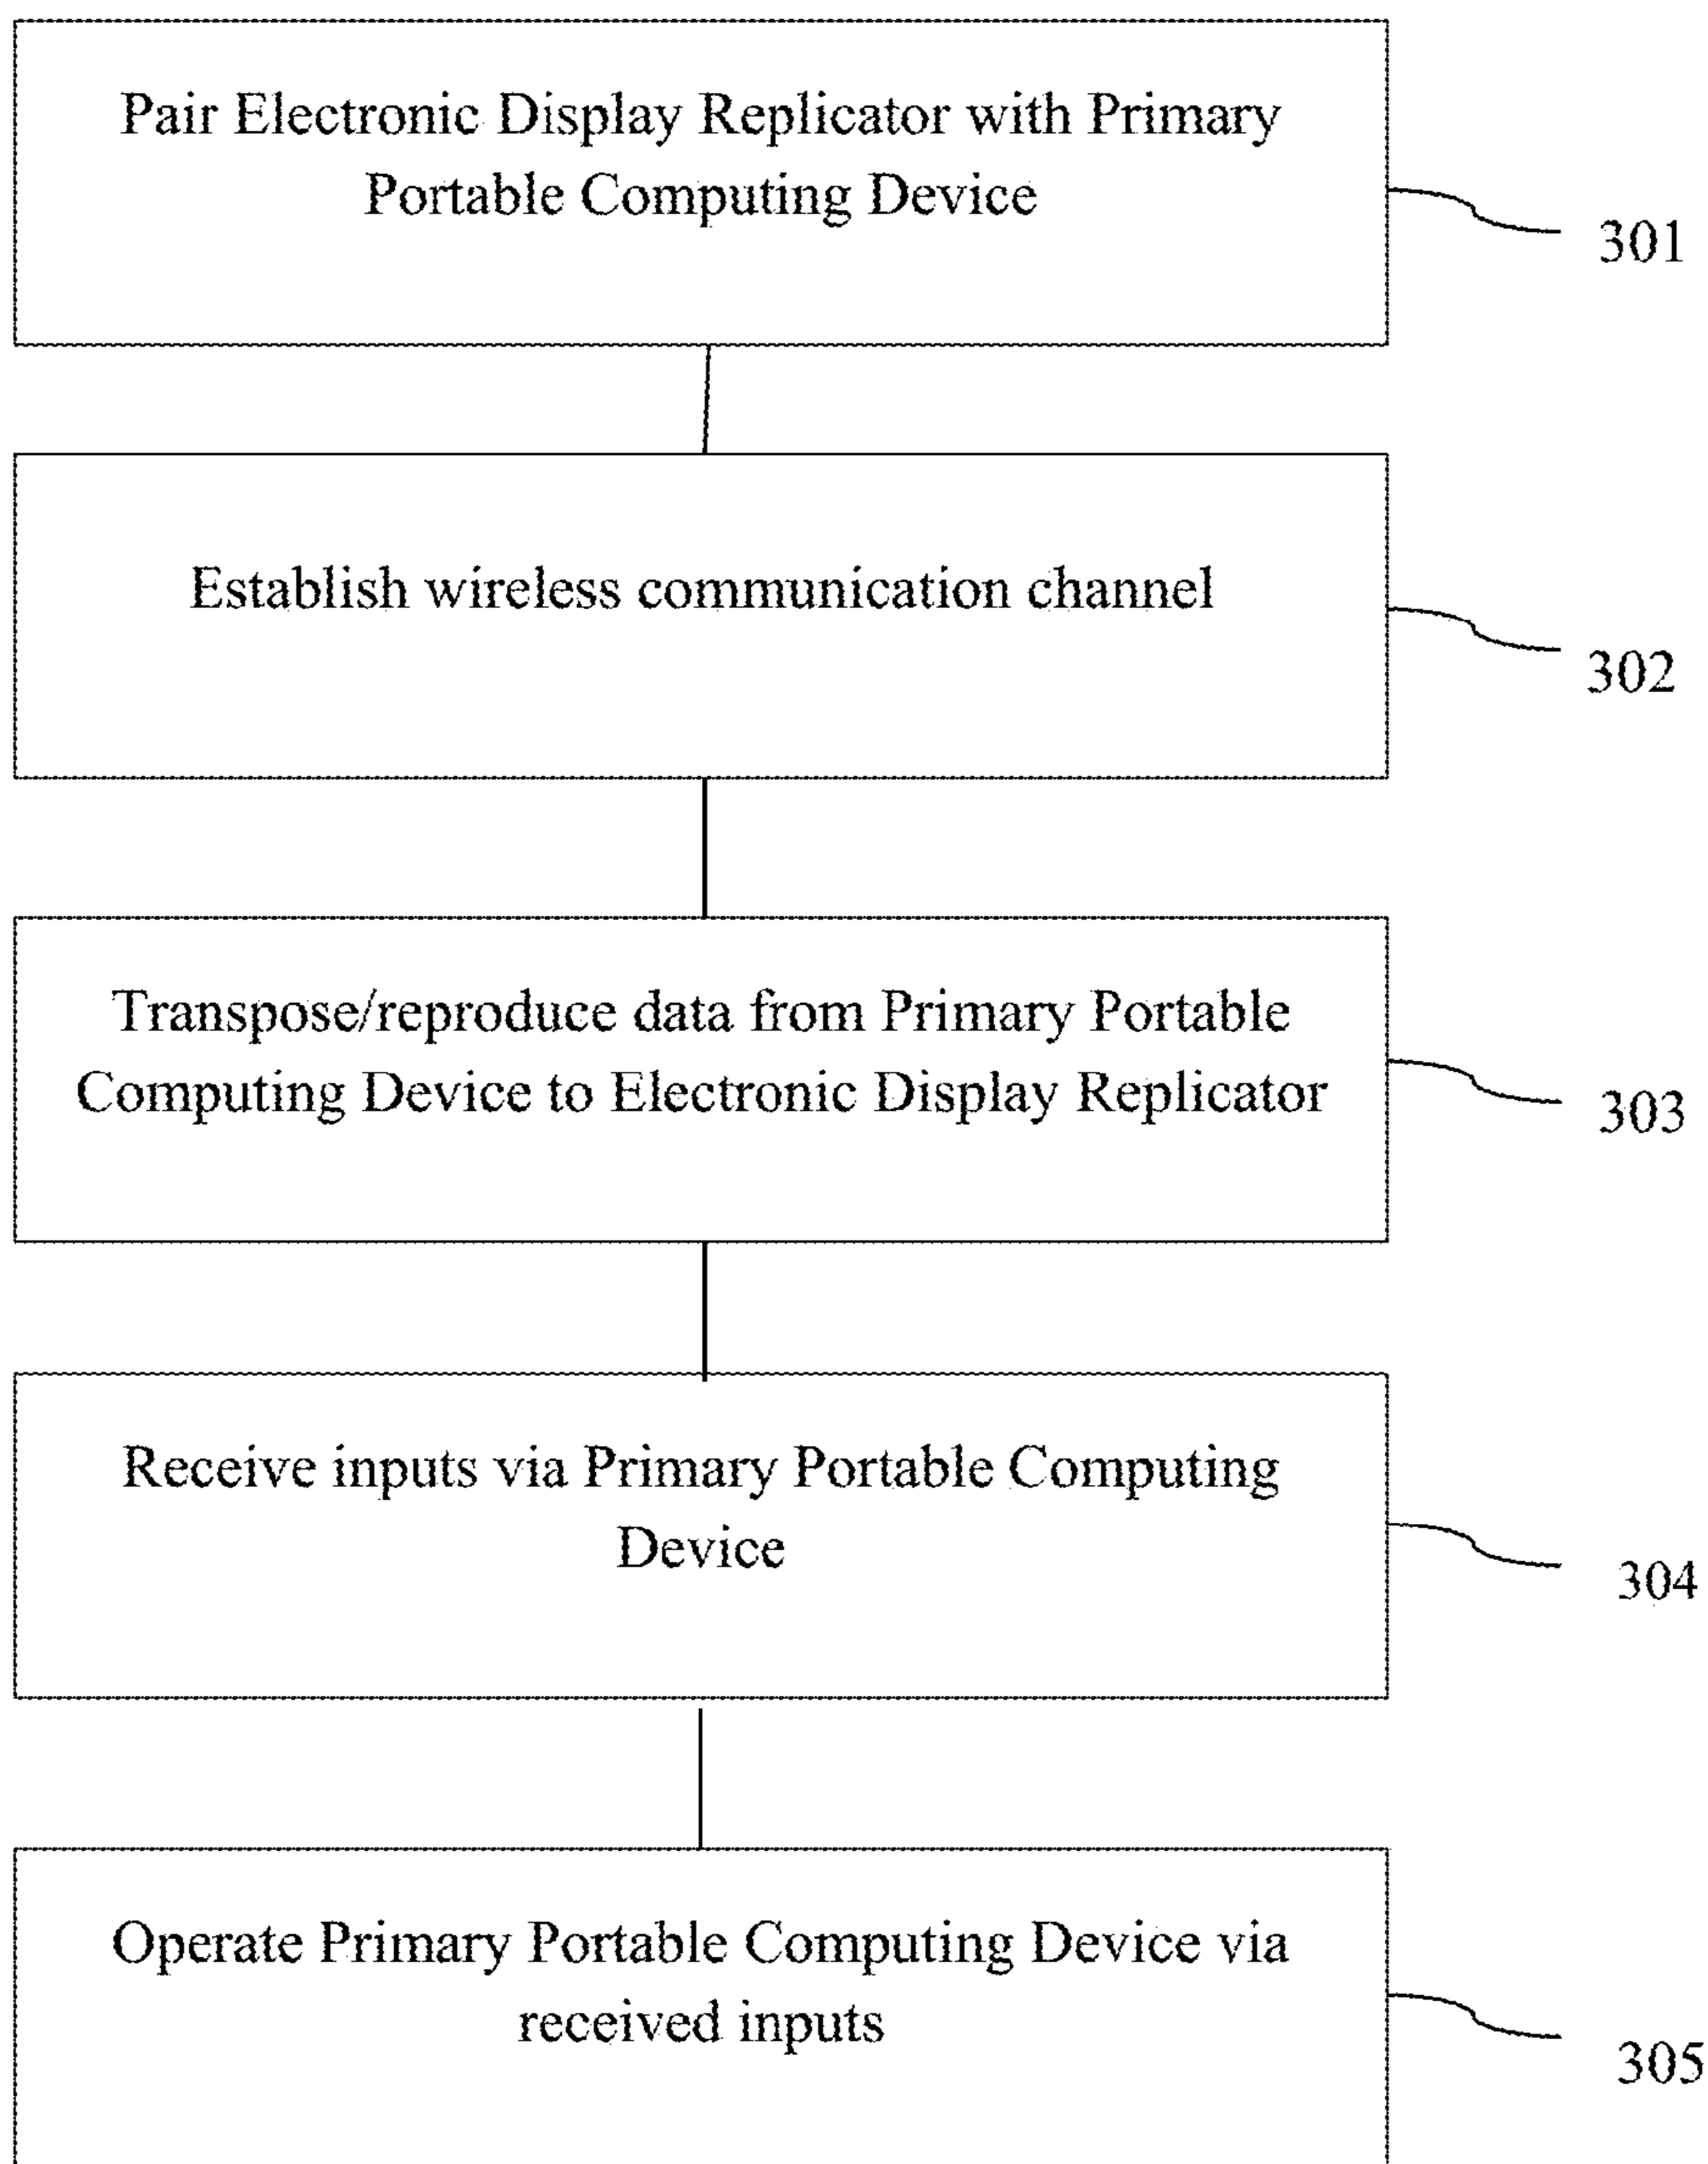 Pair Electronic Display Replicator with Primary
Portable Computing Device
301
Establish wireless communication channel
302
Transpose/reproduce data from Primary Portable
Computing Device to Electronic Display Replicator
303
Receive inputs via Primary Portable Computing
Device
304
Operate Primary Portable Computing Device via
received inputs
305